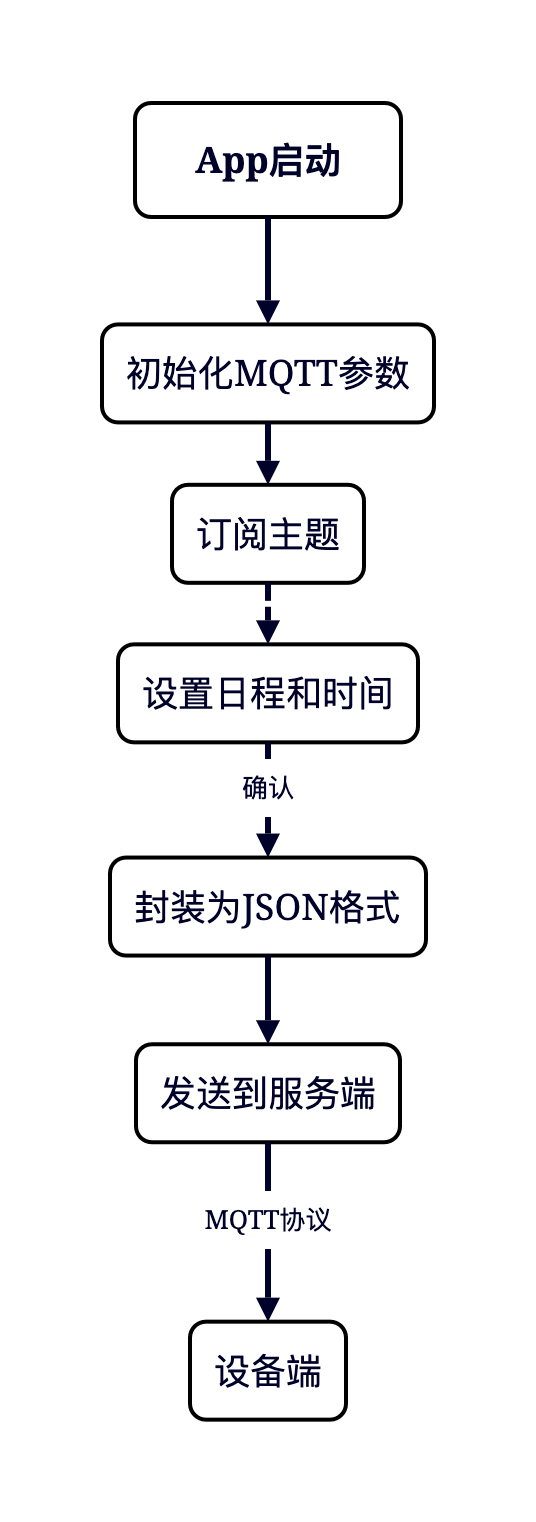 App启动
初始化MQTT参数
订阅主题
设置日程和时间
确认
封装为JSON格式
发送到服务端
MQTT协议
设备端